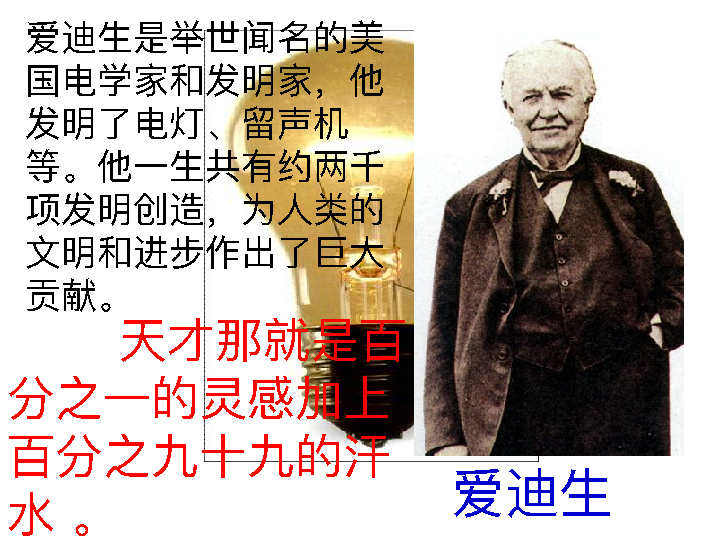 爱迪生是举世闻名的美
国电学家和发明家，他
发明了电灯、留声机
等。他一生共有约两千
项发明创造，为人类的
文明和进步作出了巨大
贡献。
天才那就是百
分之一的灵感加上
百分之九十九的汗
水 。
爱迪生